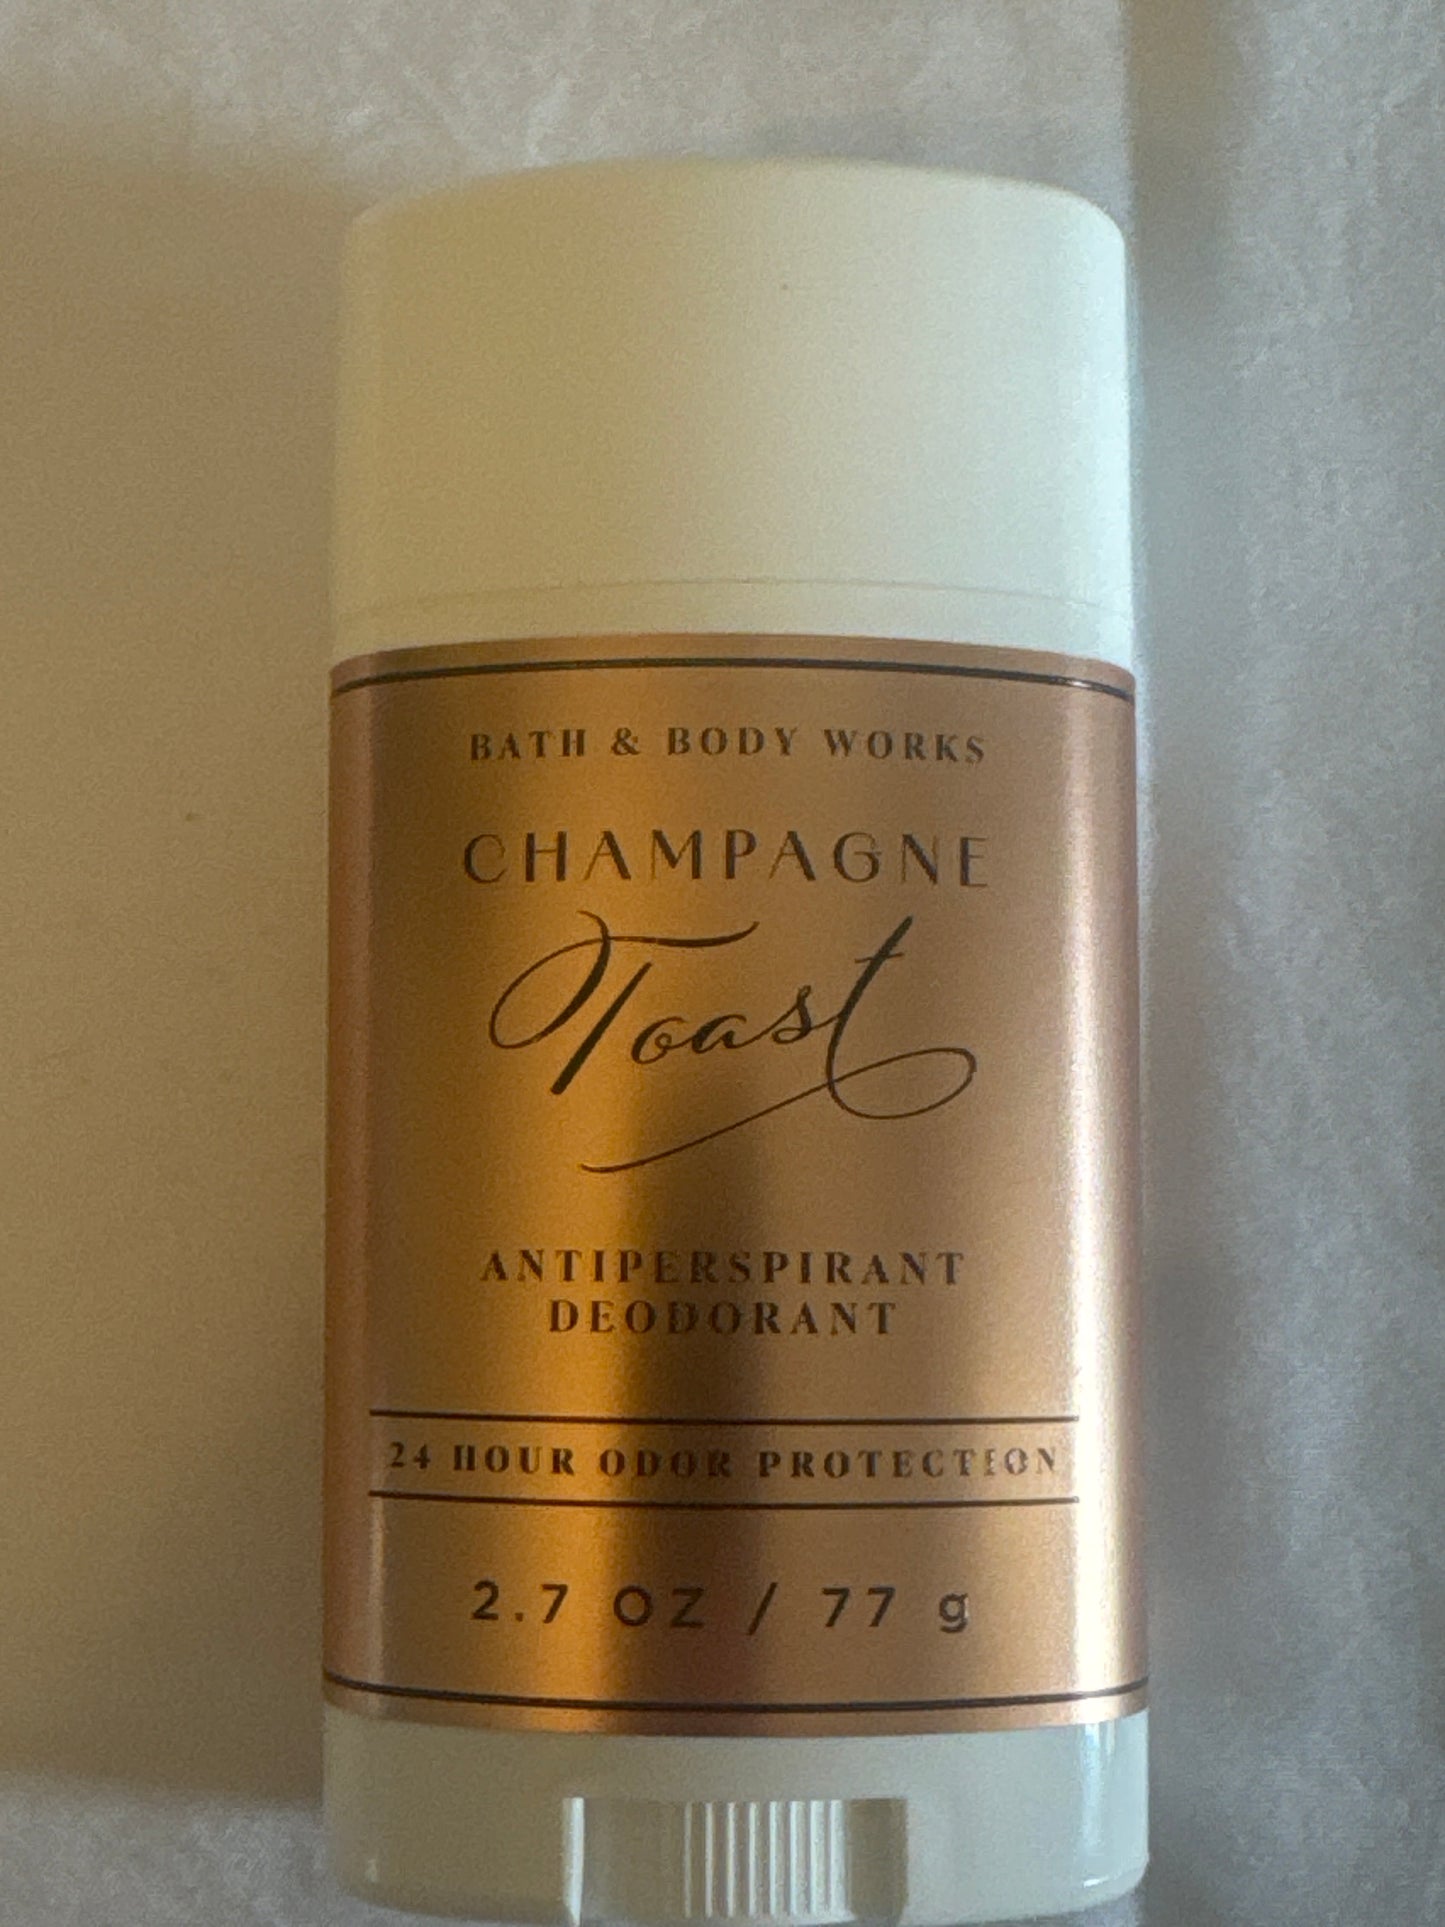 BATH & BODY WORKS
CHAMPAGNE
Toast
ANTIPERSPIRANT
DEODORANT
24 HOUR ODOR PROTECTION
2.7 OZ / 77 g